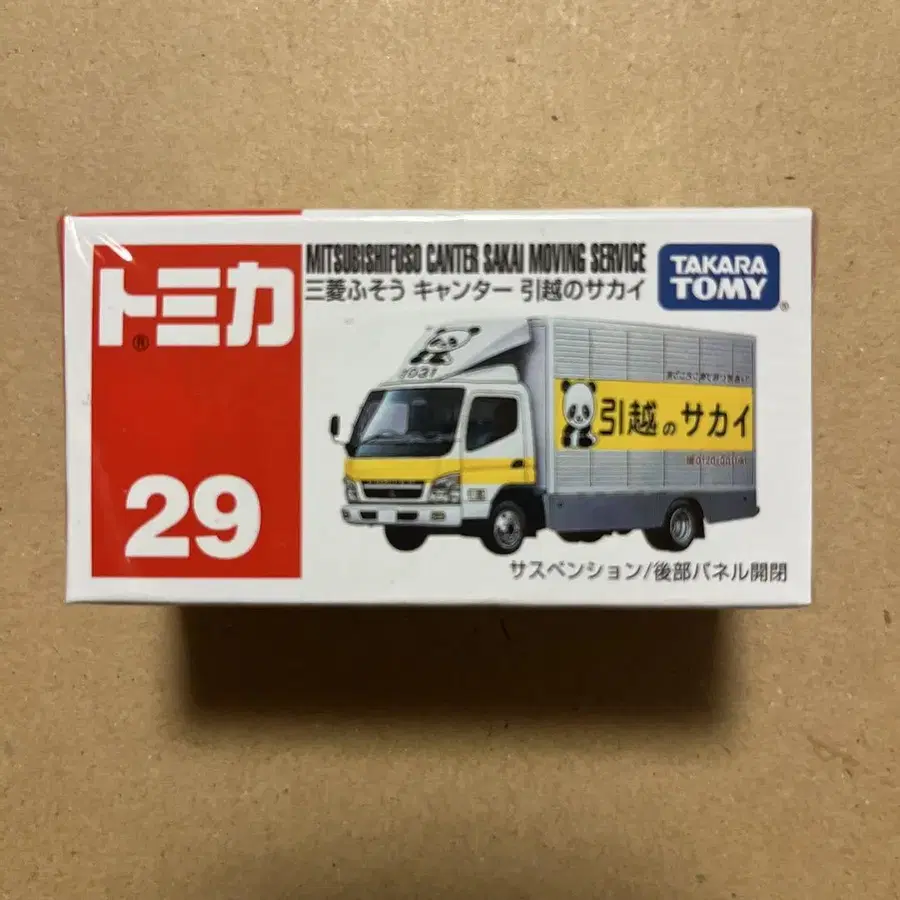 トミカ
®
29
MITSUBISHIFUSO CANTER SAKAI MOVING SERVICE
三菱ふそう キャンター 引越のサカイ
TAKARA
TOMY
®
1031
引越のサカイ
サスペンション/後部パネル開閉